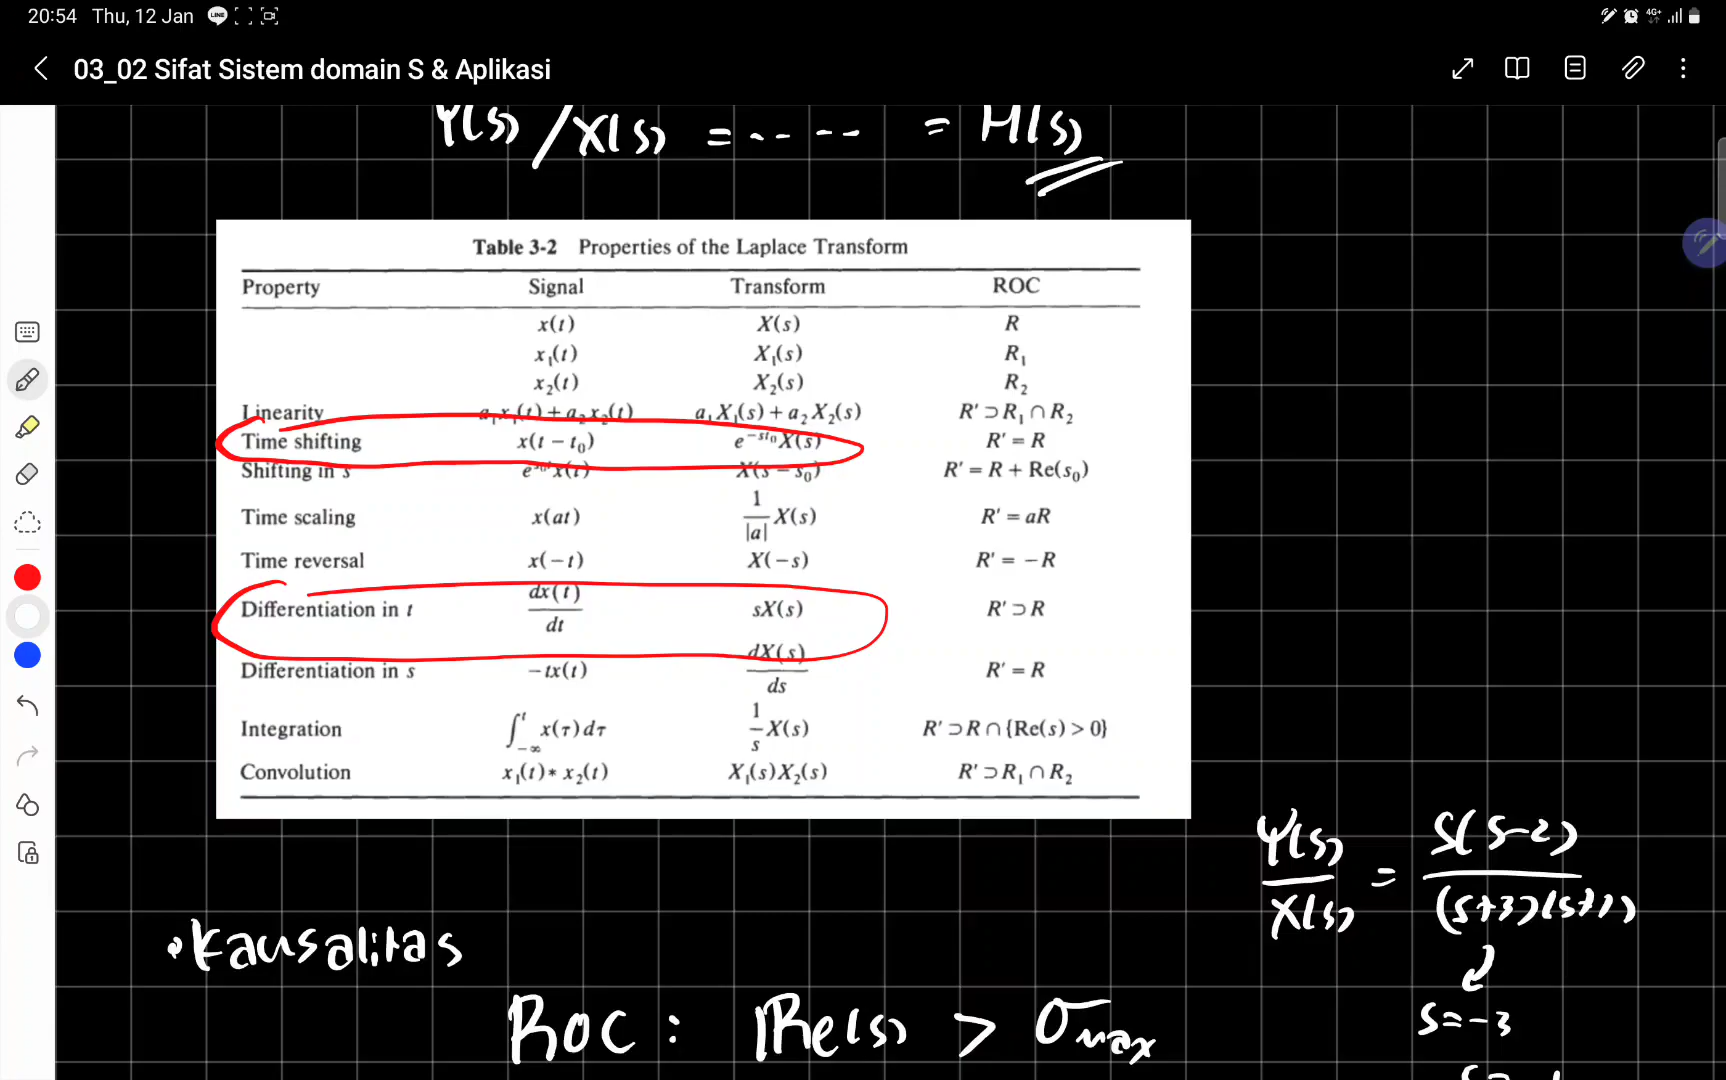 20:54 Thu, 12 Jan LINE 4G+
03_02 Sifat Sistem domain S & Aplikasi
Y(s) / X(s) = ----- = H(s)
Table 3-2 Properties of the Laplace Transform
Property Signal Transform ROC
x(t) X(s) R
x₁(t) X₁(s) R₁
x₂(t) X₂(s) R₂
Linearity a₁x₁(t) + a₂x₂(t) a₁X₁(s) + a₂X₂(s) R' ⊃ R₁ ∩ R₂
Time shifting x(t − t₀) e^{−st₀}X(s) R' = R
Shifting in s e^{s₀t}x(t) X(s − s₀) R' = R + Re(s₀)
Time scaling x(at) 1/|a| X(s) R' = aR
Time reversal x(−t) X(−s) R' = −R
Differentiation in t dx(t)/dt sX(s) R' ⊃ R
Differentiation in s −tx(t) dX(s)/ds R' = R
Integration ∫_{−∞}^{t} x(τ) dτ 1/s X(s) R' ⊃ R ∩ {Re(s) > 0}
Convolution x₁(t) * x₂(t) X₁(s)X₂(s) R' ⊃ R₁ ∩ R₂
Y(s)/X(s) = s(s-2)/(s+3)(s+1)
• Kausalitas
s = -3
ROC : Re(s) > σmax